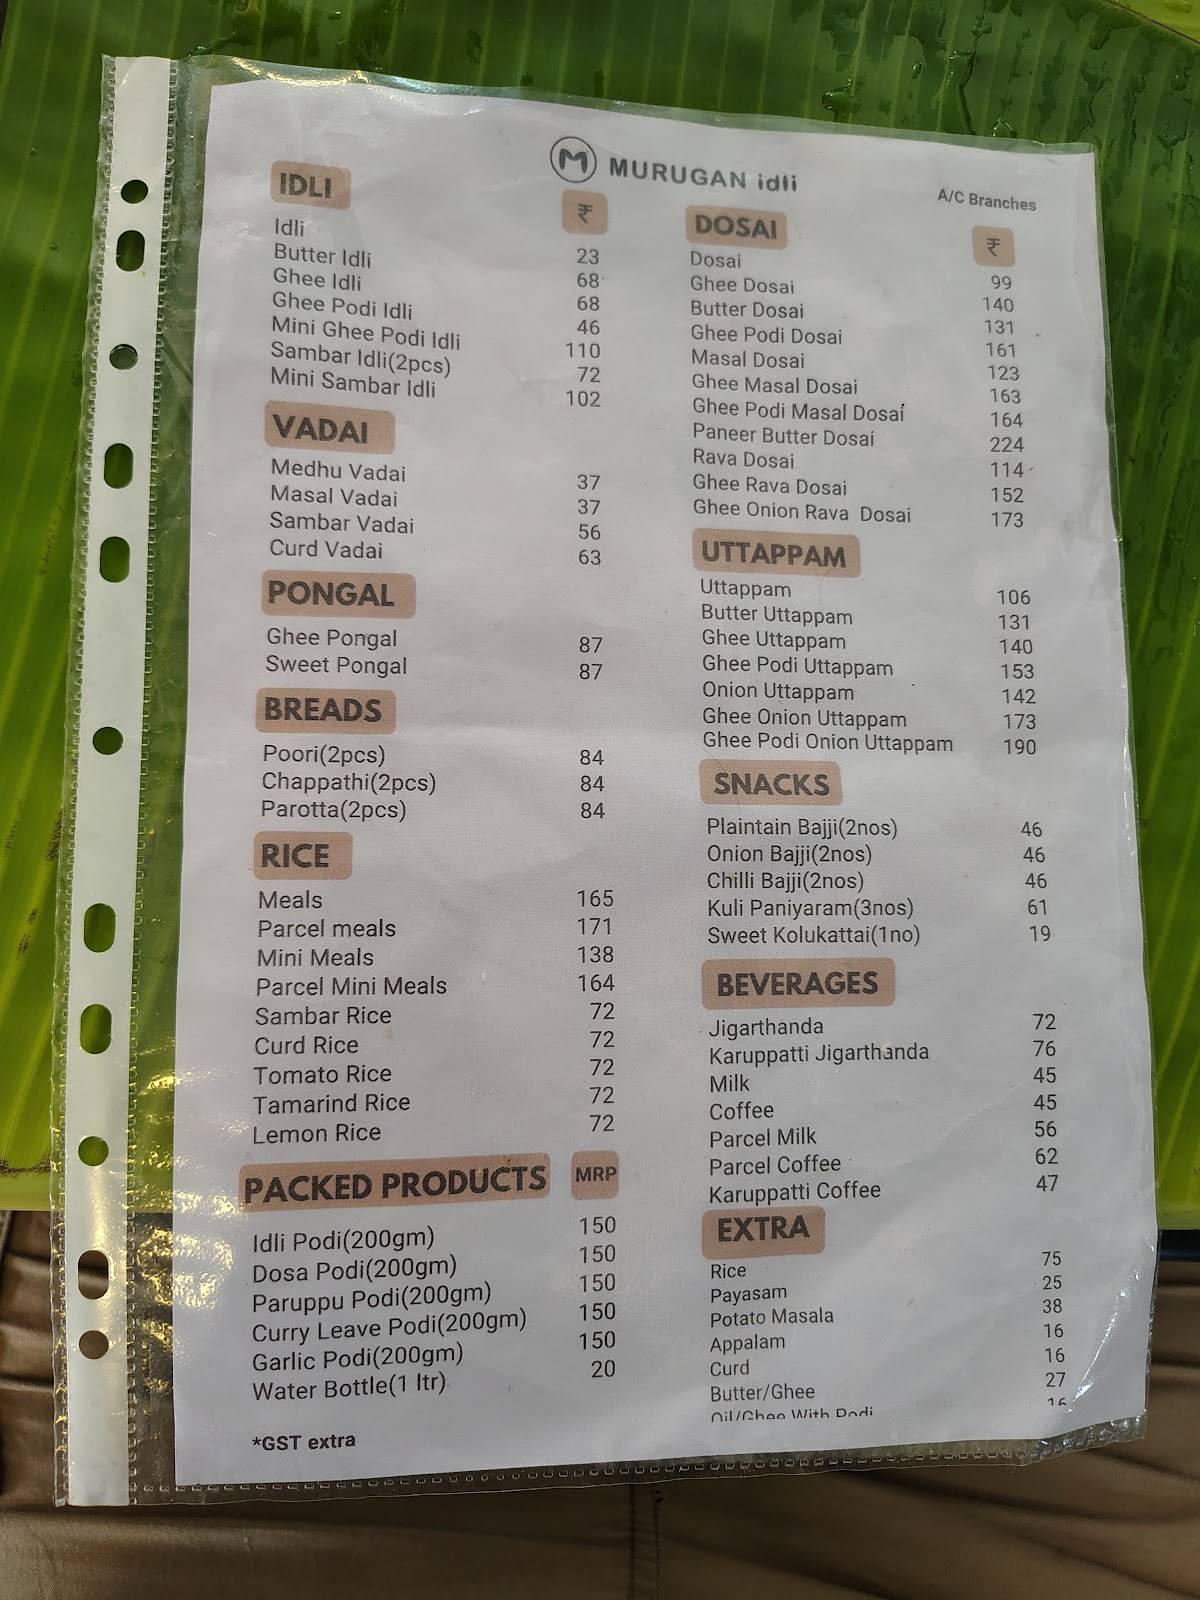 MURUGAN idli
A/C Branches
IDLI ₹
Idli 23
Butter Idli 68
Ghee Idli 68
Ghee Podi Idli 46
Mini Ghee Podi Idli 110
Sambar Idli(2pcs) 72
Mini Sambar Idli 102
VADAI
Medhu Vadai 37
Masal Vadai 37
Sambar Vadai 56
Curd Vadai 63
PONGAL
Ghee Pongal 87
Sweet Pongal 87
BREADS
Poori(2pcs) 84
Chappathi(2pcs) 84
Parotta(2pcs) 84
RICE
Meals 165
Parcel meals 171
Mini Meals 138
Parcel Mini Meals 164
Sambar Rice 72
Curd Rice 72
Tomato Rice 72
Tamarind Rice 72
Lemon Rice 72
PACKED PRODUCTS MRP
Idli Podi(200gm) 150
Dosa Podi(200gm) 150
Paruppu Podi(200gm) 150
Curry Leave Podi(200gm) 150
Garlic Podi(200gm) 150
Water Bottle(1 ltr) 20
*GST extra
DOSAI ₹
Dosai 99
Ghee Dosai 140
Butter Dosai 131
Ghee Podi Dosai 161
Masal Dosai 123
Ghee Masal Dosai 163
Ghee Podi Masal Dosai 164
Paneer Butter Dosai 224
Rava Dosai 114
Ghee Rava Dosai 152
Ghee Onion Rava Dosai 173
UTTAPPAM
Uttappam 106
Butter Uttappam 131
Ghee Uttappam 140
Ghee Podi Uttappam 153
Onion Uttappam 142
Ghee Onion Uttappam 173
Ghee Podi Onion Uttappam 190
SNACKS
Plaintain Bajji(2nos) 46
Onion Bajji(2nos) 46
Chilli Bajji(2nos) 46
Kuli Paniyaram(3nos) 61
Sweet Kolukattai(1no) 19
BEVERAGES
Jigarthanda 72
Karuppatti Jigarthanda 76
Milk 45
Coffee 45
Parcel Milk 56
Parcel Coffee 62
Karuppatti Coffee 47
EXTRA
Rice 75
Payasam 25
Potato Masala 38
Appalam 16
Curd 16
Butter/Ghee 27
Oil/Ghee With Podi 16